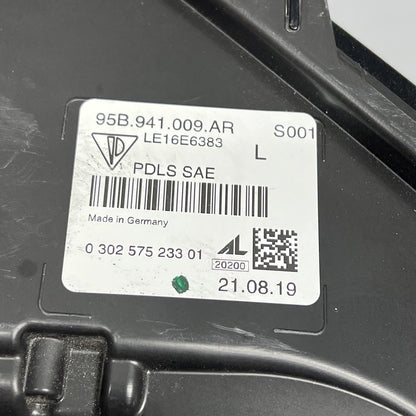 95B.941.009.AR S001
LE16E6383
L
PDLS SAE
Made in Germany
0 302 575 233 01 AL
20200
21.08.19